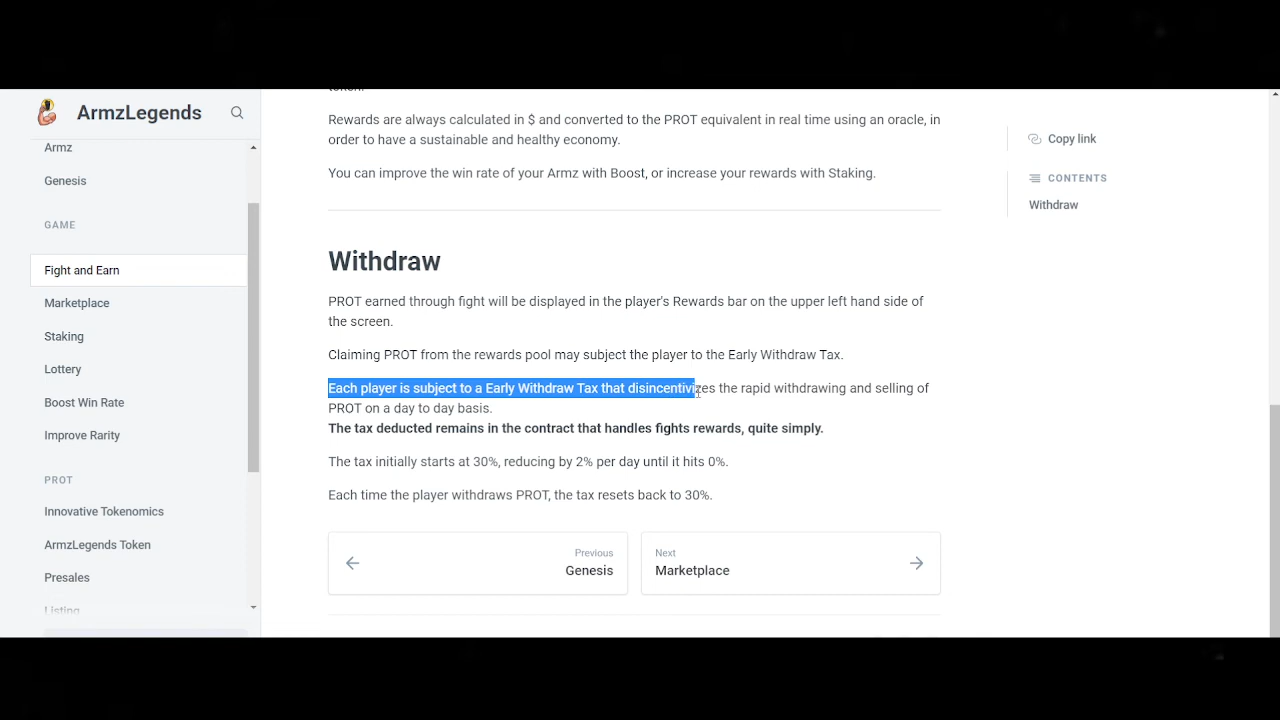 ArmzLegends
Armz
Genesis
GAME
Fight and Earn
Marketplace
Staking
Lottery
Boost Win Rate
Improve Rarity
PROT
Innovative Tokenomics
ArmzLegends Token
Presales
Listing
token.
Rewards are always calculated in $ and converted to the PROT equivalent in real time using an oracle, in
order to have a sustainable and healthy economy.
You can improve the win rate of your Armz with Boost, or increase your rewards with Staking.
Withdraw
PROT earned through fight will be displayed in the player's Rewards bar on the upper left hand side of
the screen.
Claiming PROT from the rewards pool may subject the player to the Early Withdraw Tax.
Each player is subject to a Early Withdraw Tax that disincentivizes the rapid withdrawing and selling of
PROT on a day to day basis.
The tax deducted remains in the contract that handles fights rewards, quite simply.
The tax initially starts at 30%, reducing by 2% per day until it hits 0%.
Each time the player withdraws PROT, the tax resets back to 30%.
Previous
Genesis
Next
Marketplace
Copy link
CONTENTS
Withdraw